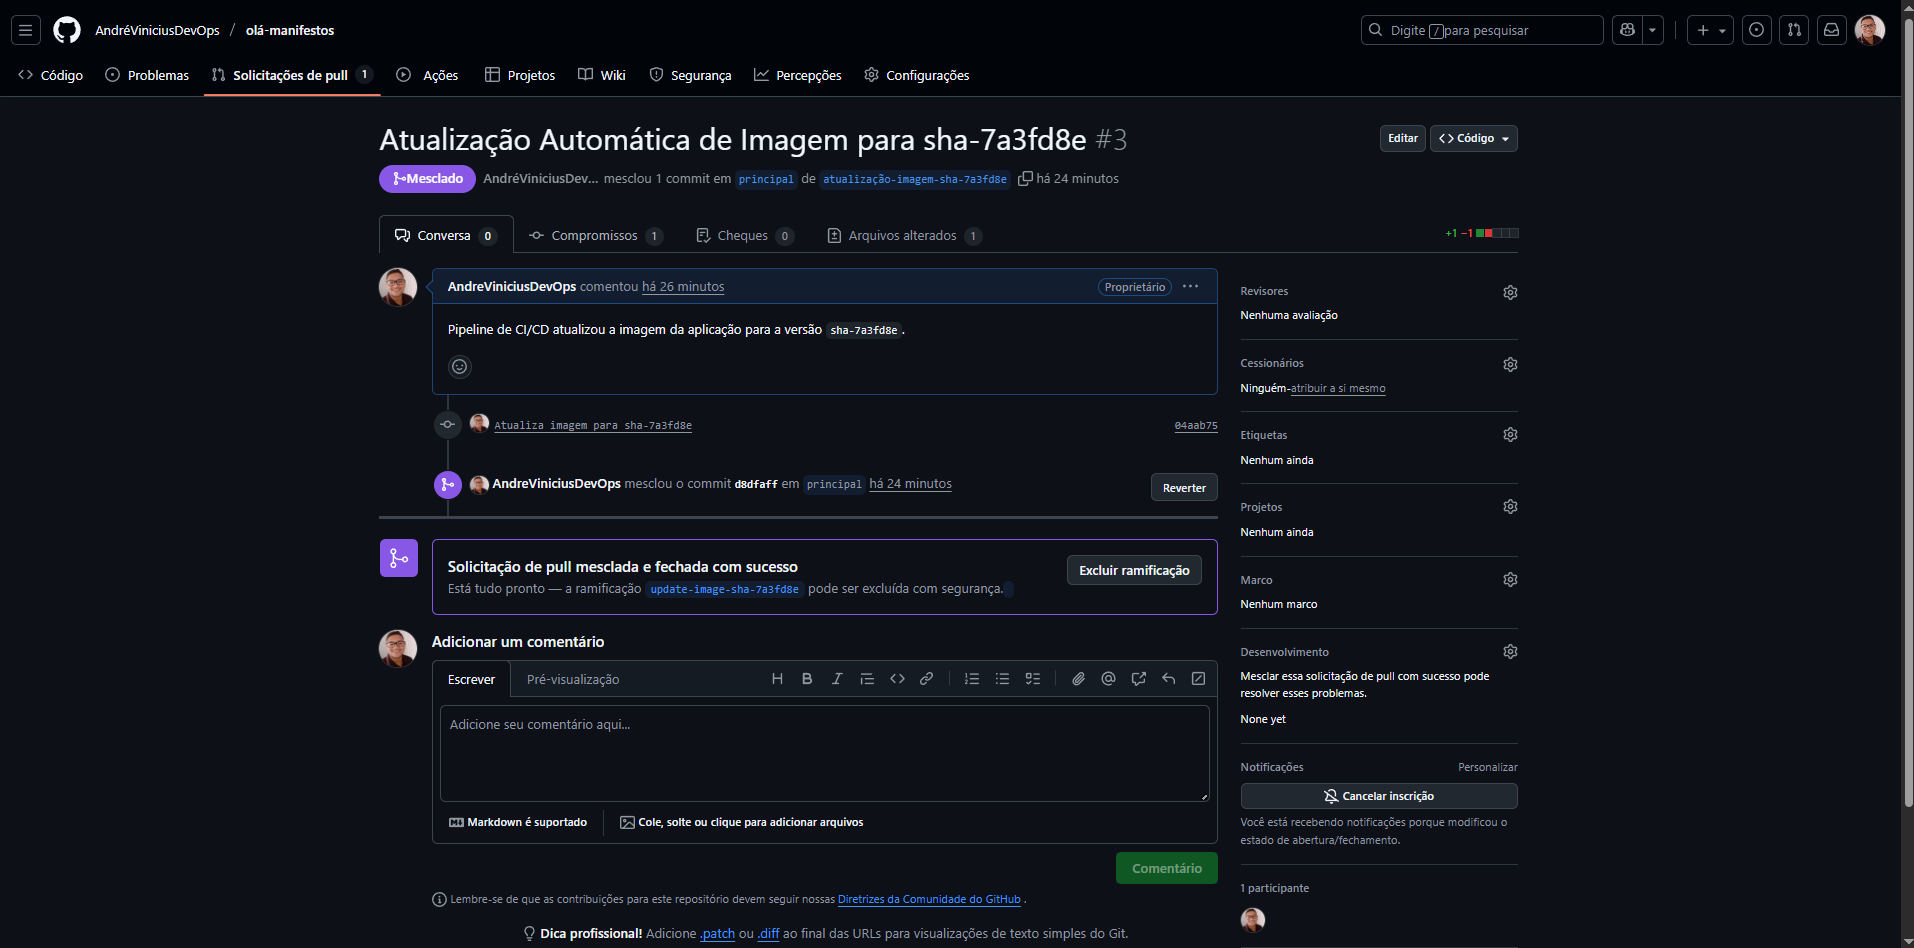 AndréViniciusDevOps / olá-manifestos
Digite / para pesquisar
Código
Problemas
Solicitações de pull 1
Ações
Projetos
Wiki
Segurança
Percepções
Configurações
Atualização Automática de Imagem para sha-7a3fd8e #3
Editar
Código
Mesclado
AndréViniciusDev... mesclou 1 commit em principal de atualização-imagem-sha-7a3fd8e há 24 minutos
Conversa 0
Compromissos 1
Cheques 0
Arquivos alterados 1
+1 −1
AndreViniciusDevOps comentou há 26 minutos
Proprietário
Pipeline de CI/CD atualizou a imagem da aplicação para a versão sha-7a3fd8e.
Atualiza imagem para sha-7a3fd8e
04aab75
AndreViniciusDevOps mesclou o commit d8dfaff em principal há 24 minutos
Reverter
Solicitação de pull mesclada e fechada com sucesso
Está tudo pronto — a ramificação update-image-sha-7a3fd8e pode ser excluída com segurança.
Excluir ramificação
Adicionar um comentário
Escrever
Pré-visualização
Adicione seu comentário aqui...
Markdown é suportado
Cole, solte ou clique para adicionar arquivos
Comentário
Lembre-se de que as contribuições para este repositório devem seguir nossas Diretrizes da Comunidade do GitHub .
Dica profissional! Adicione .patch ou .diff ao final das URLs para visualizações de texto simples do Git.
Revisores
Nenhuma avaliação
Cessionários
Ninguém-atribuir a si mesmo
Etiquetas
Nenhum ainda
Projetos
Nenhum ainda
Marco
Nenhum marco
Desenvolvimento
Mesclar essa solicitação de pull com sucesso pode
resolver esses problemas.
None yet
Notificações
Personalizar
Cancelar inscrição
Você está recebendo notificações porque modificou o
estado de abertura/fechamento.
1 participante